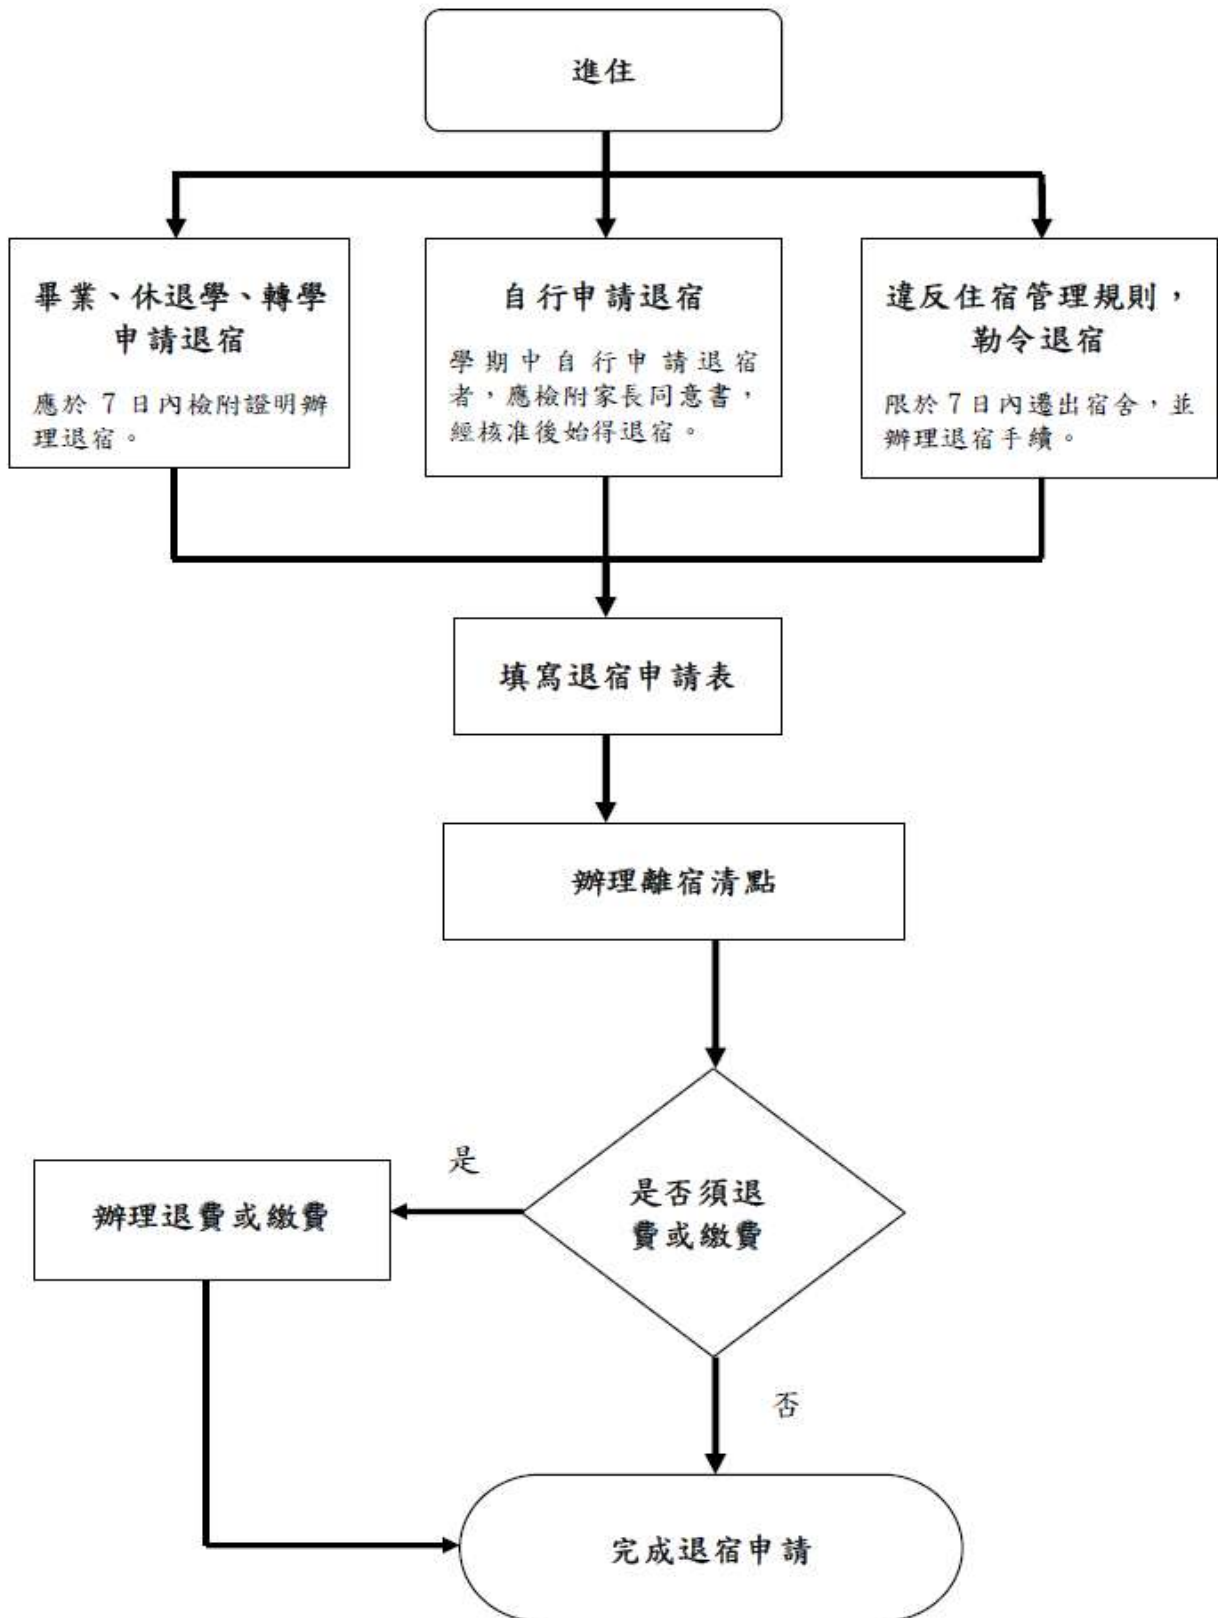 進住
畢業、休退學、轉學
申請退宿
應於 7 日內檢附證明辦
理退宿。
自行申請退宿
學期中自行申請退宿
者，應檢附家長同意書，
經核准後始得退宿。
違反住宿管理規則，
勒令退宿
限於 7 日內遷出宿舍，並
辦理退宿手續。
填寫退宿申請表
辦理離宿清點
是否須退
費或繳費
是
辦理退費或繳費
否
完成退宿申請